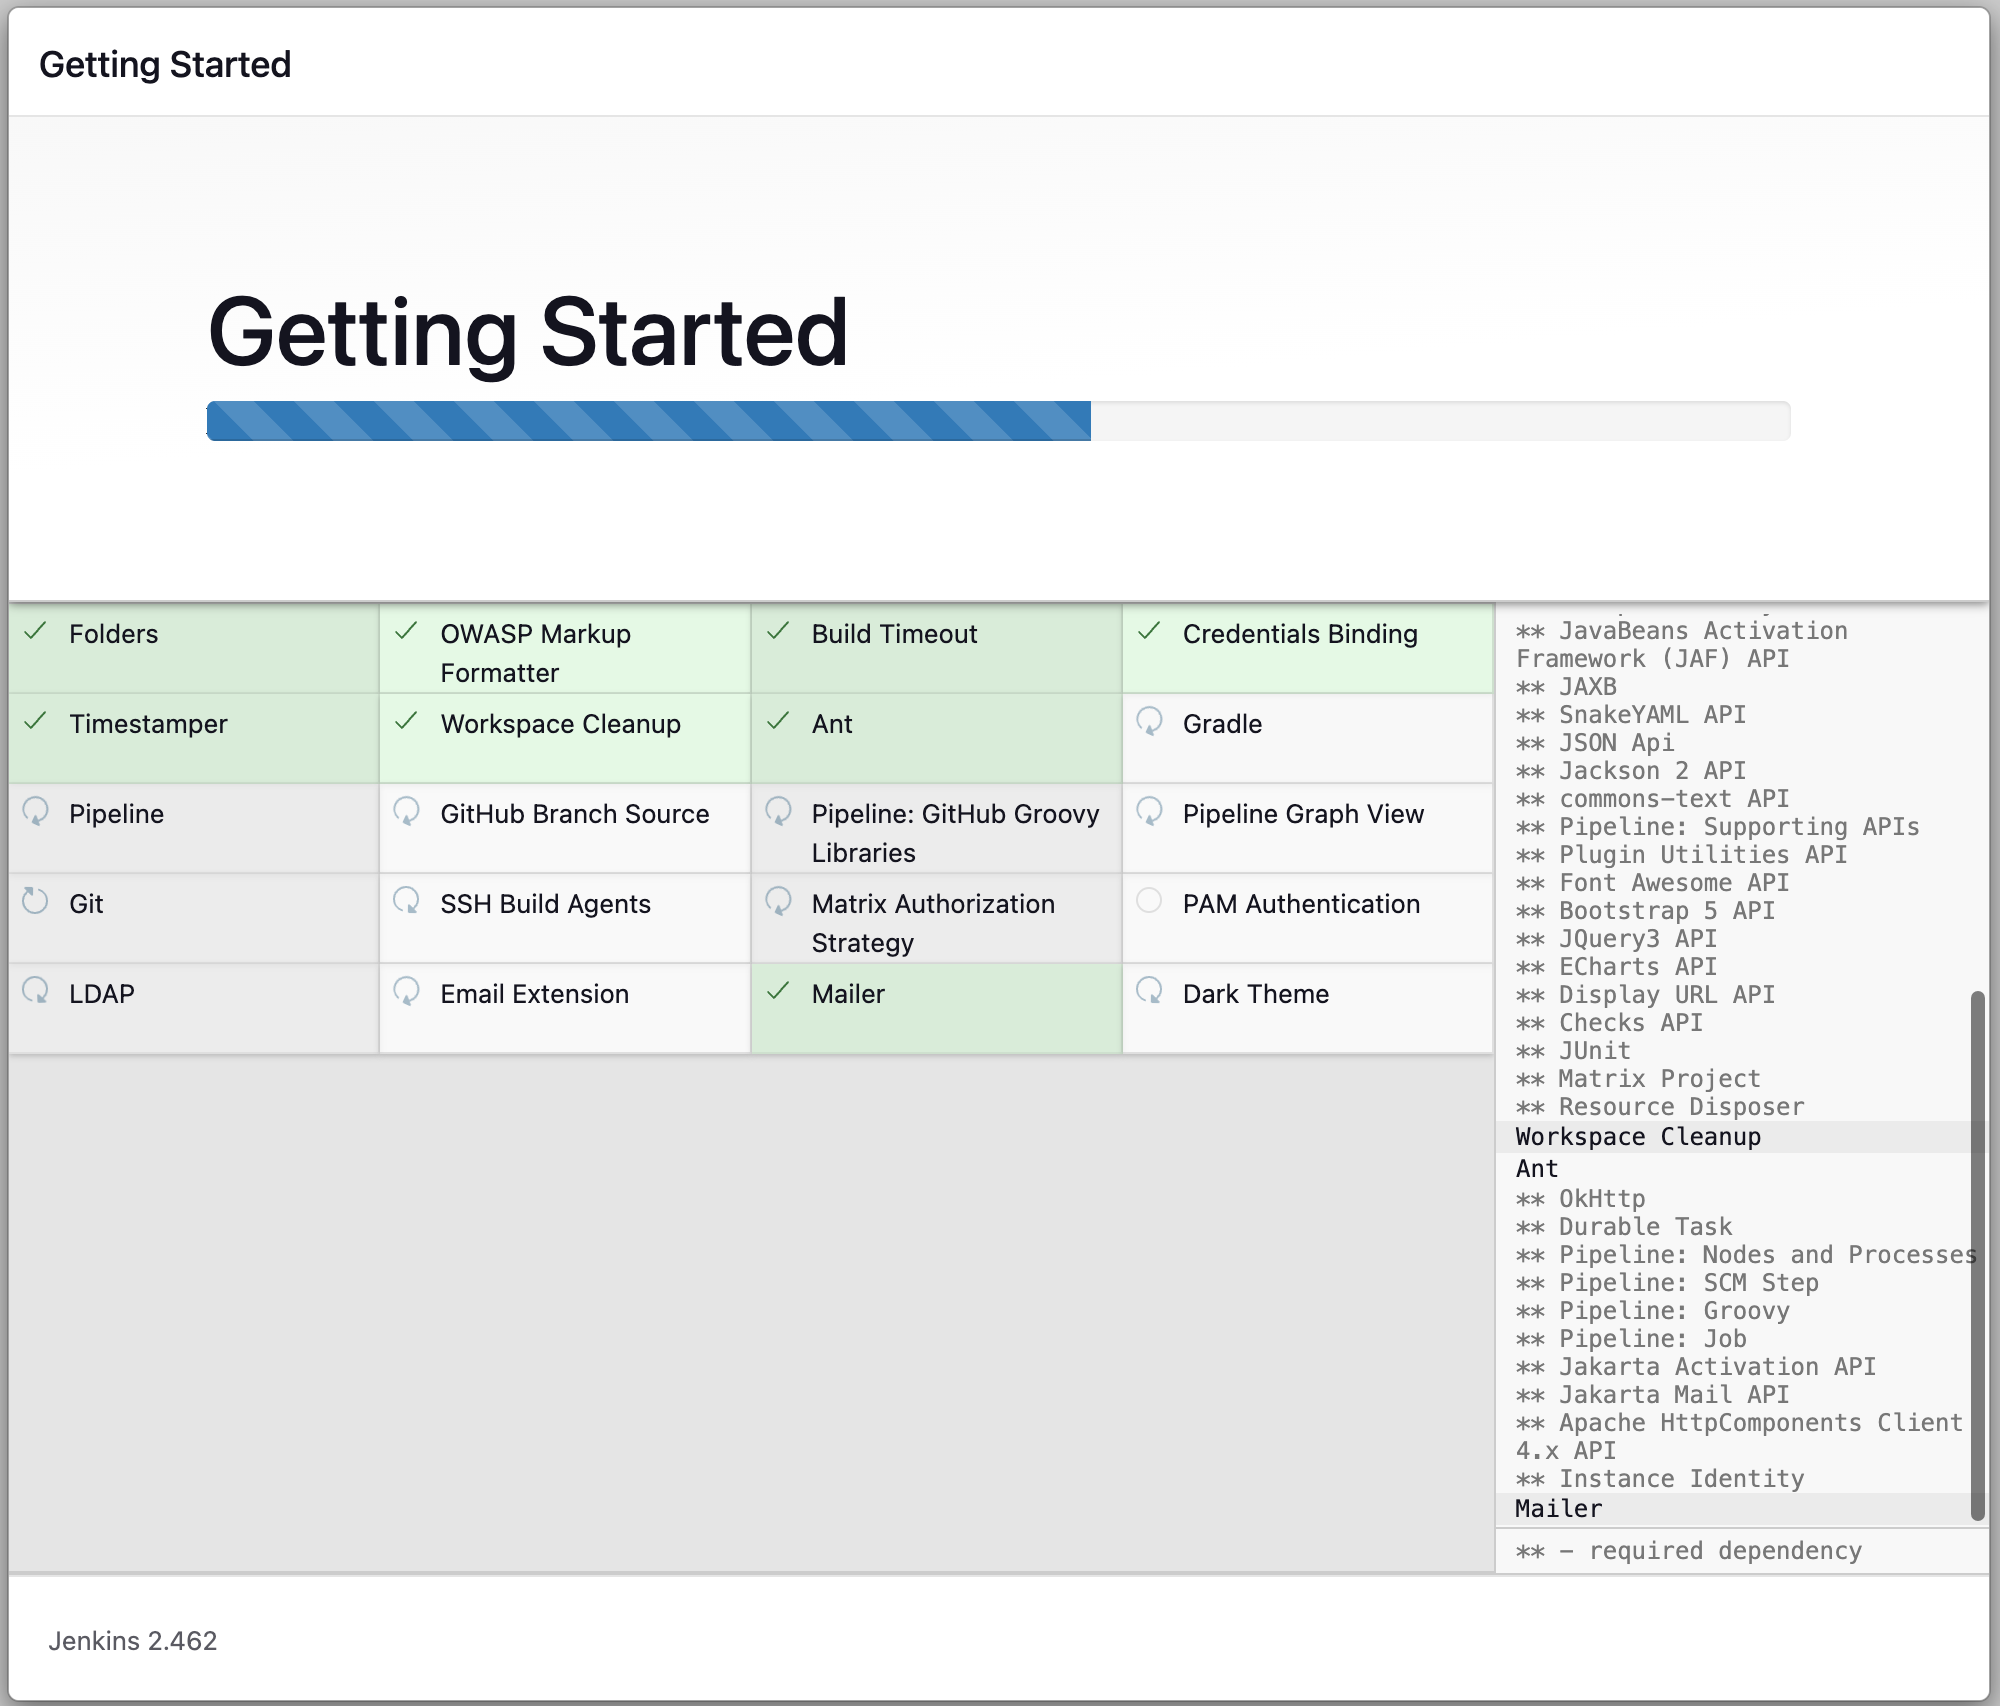 Getting Started
Getting Started
Folders
OWASP Markup
Formatter
Build Timeout
Credentials Binding
Timestamper
Workspace Cleanup
Ant
Gradle
Pipeline
GitHub Branch Source
Pipeline: GitHub Groovy
Libraries
Pipeline Graph View
Git
SSH Build Agents
Matrix Authorization
Strategy
PAM Authentication
LDAP
Email Extension
Mailer
Dark Theme
** JavaBeans Activation
Framework (JAF) API
** JAXB
** SnakeYAML API
** JSON Api
** Jackson 2 API
** commons-text API
** Pipeline: Supporting APIs
** Plugin Utilities API
** Font Awesome API
** Bootstrap 5 API
** JQuery3 API
** ECharts API
** Display URL API
** Checks API
** JUnit
** Matrix Project
** Resource Disposer
Workspace Cleanup
Ant
** OkHttp
** Durable Task
** Pipeline: Nodes and Processes
** Pipeline: SCM Step
** Pipeline: Groovy
** Pipeline: Job
** Jakarta Activation API
** Jakarta Mail API
** Apache HttpComponents Client
4.x API
** Instance Identity
Mailer
** - required dependency
Jenkins 2.462